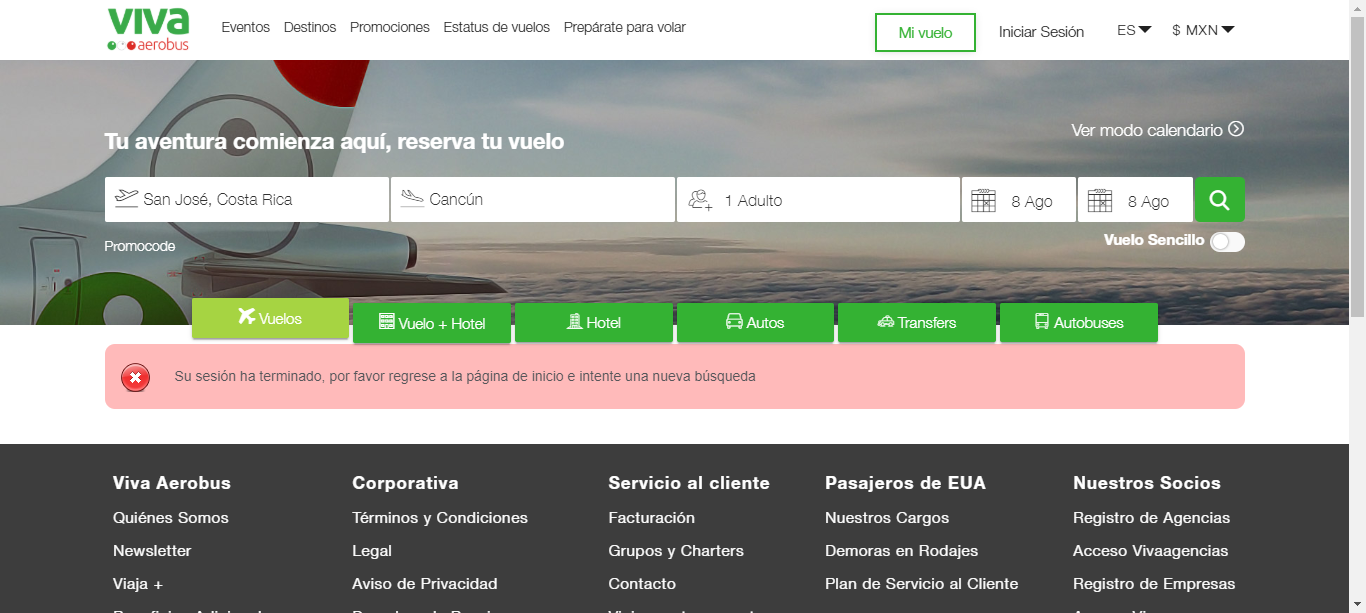 VIVA
aerobus
Eventos Destinos Promociones Estatus de vuelos Prepárate para volar
Mi vuelo
Iniciar Sesión
ES
$ MXN
Ver modo calendario
Tu aventura comienza aquí, reserva tu vuelo
San José, Costa Rica
Cancún
1 Adulto
8 Ago
8 Ago
Promocode
Vuelo Sencillo
Vuelos
Vuelo + Hotel
Hotel
Autos
Transfers
Autobuses
Su sesión ha terminado, por favor regrese a la página de inicio e intente una nueva búsqueda
Viva Aerobus
Quiénes Somos
Newsletter
Viaja +
Corporativa
Términos y Condiciones
Legal
Aviso de Privacidad
Servicio al cliente
Facturación
Grupos y Charters
Contacto
Pasajeros de EUA
Nuestros Cargos
Demoras en Rodajes
Plan de Servicio al Cliente
Nuestros Socios
Registro de Agencias
Acceso Vivaagencias
Registro de Empresas